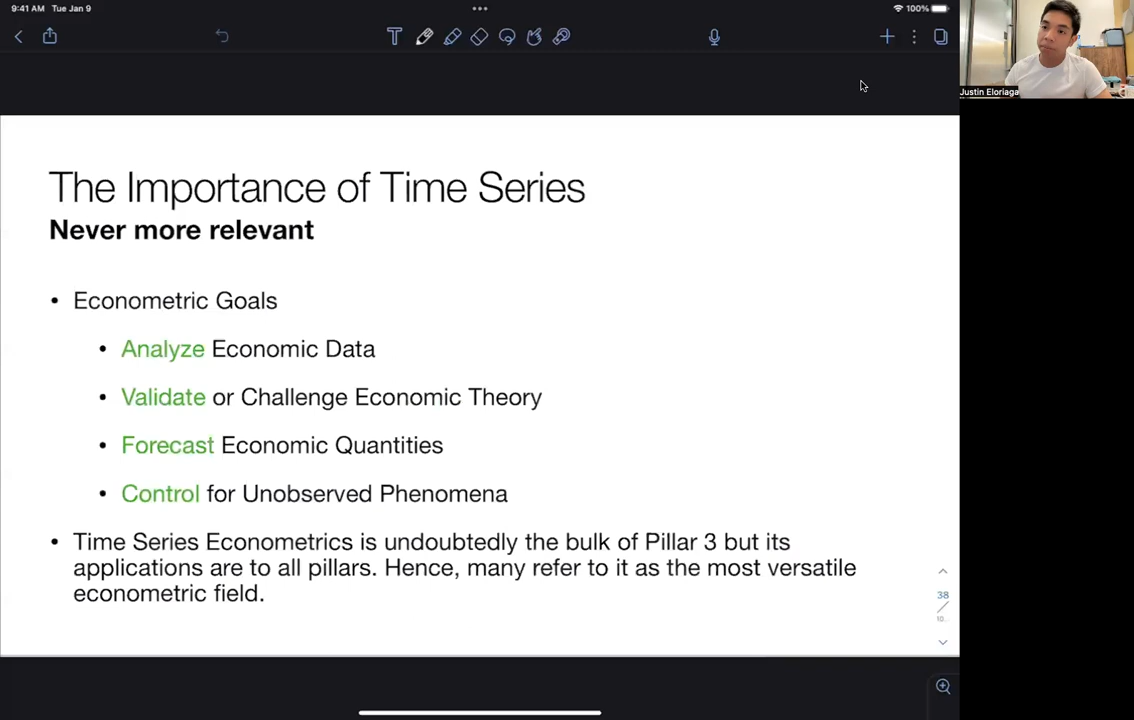 9:41 AM Tue Jan 9
100%
Justin Eloriaga
The Importance of Time Series
Never more relevant
• Econometric Goals
• Analyze Economic Data
• Validate or Challenge Economic Theory
• Forecast Economic Quantities
• Control for Unobserved Phenomena
• Time Series Econometrics is undoubtedly the bulk of Pillar 3 but its
applications are to all pillars. Hence, many refer to it as the most versatile
econometric field.
38